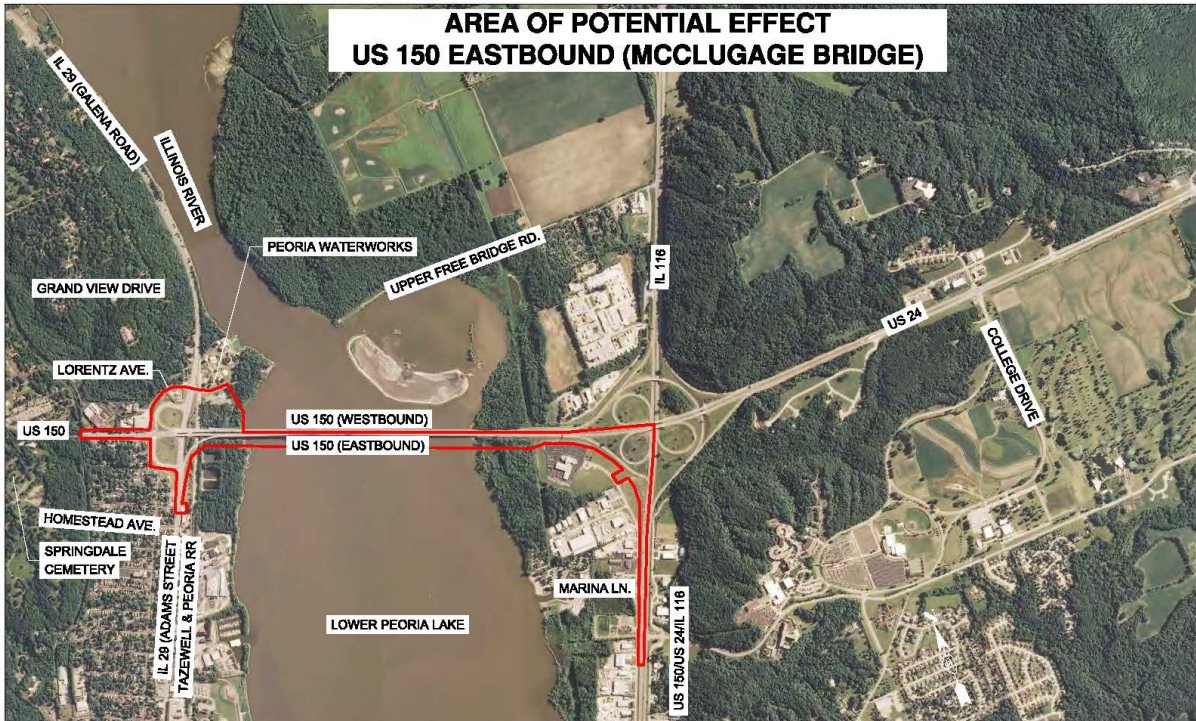 AREA OF POTENTIAL EFFECT
US 150 EASTBOUND (MCCLUGAGE BRIDGE)
IL 29 (GALENA ROAD)
ILLINOIS RIVER
PEORIA WATERWORKS
UPPER FREE BRIDGE RD.
IL 116
GRAND VIEW DRIVE
US 24
COLLEGE DRIVE
LORENTZ AVE.
US 150
US 150 (WESTBOUND)
US 150 (EASTBOUND)
HOMESTEAD AVE.
SPRINGDALE
CEMETERY
IL 29 (ADAMS STREET
TAZEWELL & PEORIA RR
LOWER PEORIA LAKE
MARINA LN.
US 150/US 24/IL 116